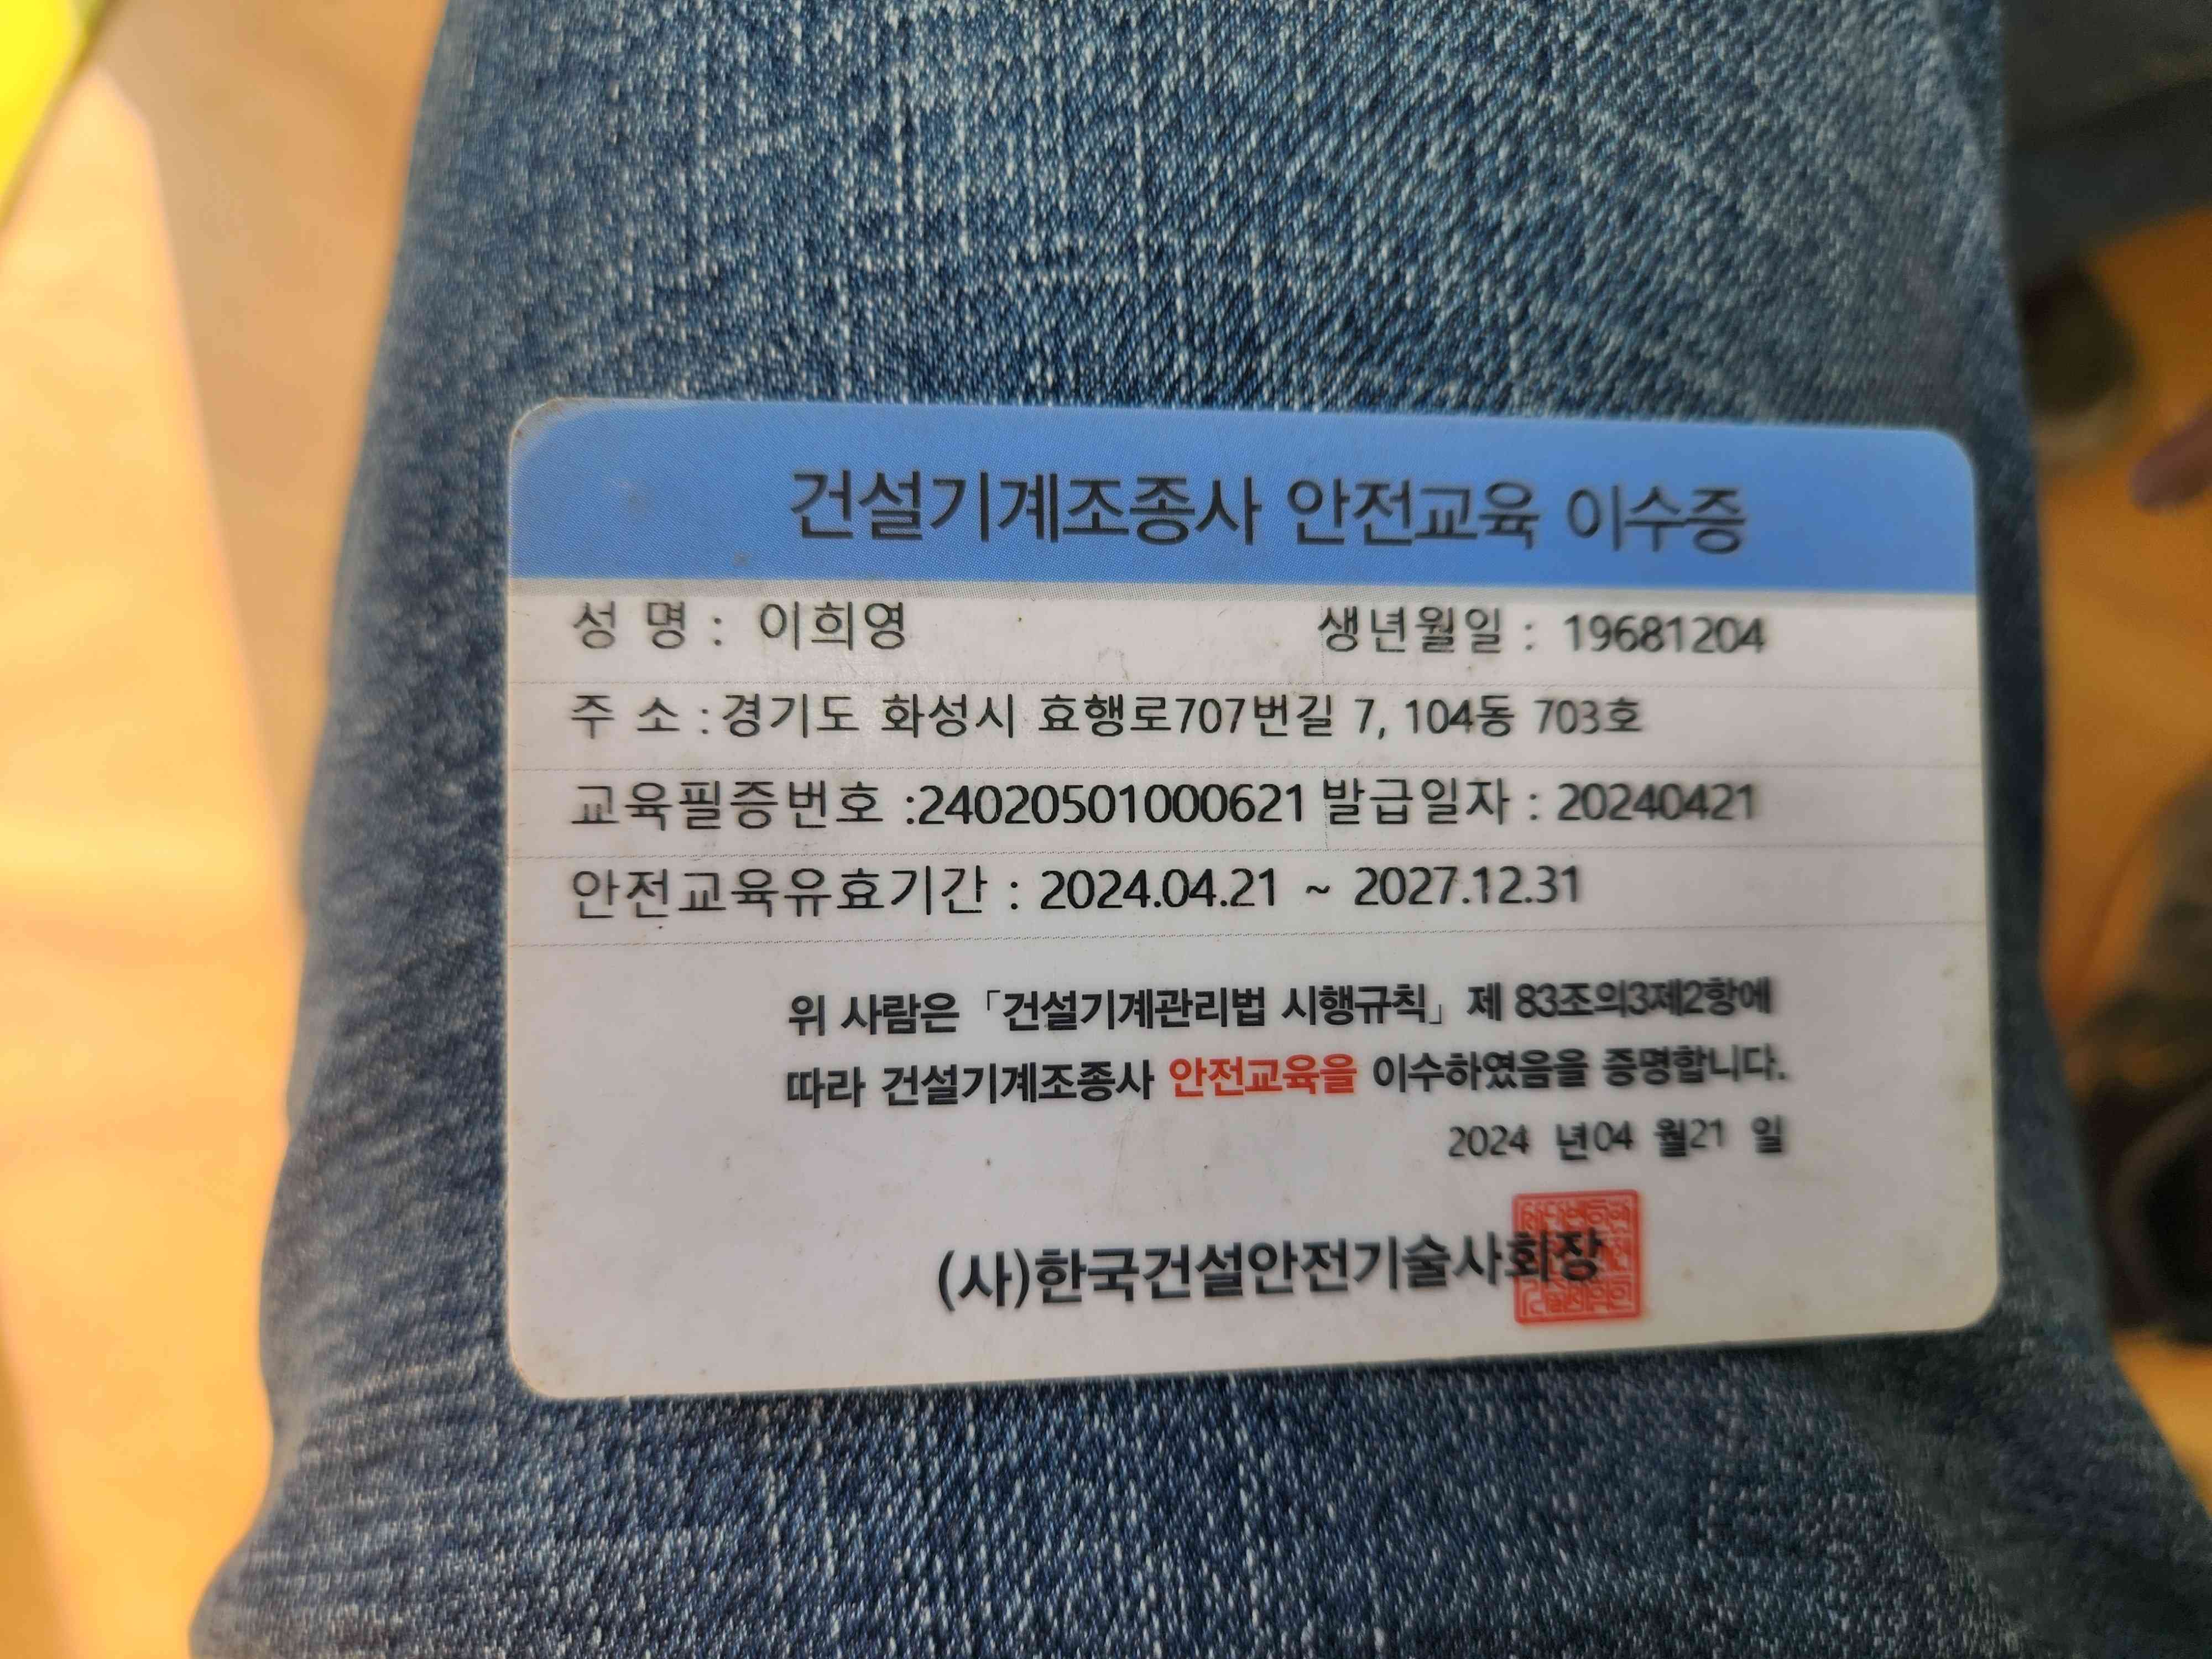 건설기계조종사 안전교육 이수증
성 명 : 이희영 생년월일 : 19681204
주 소 :경기도 화성시 효행로707번길 7, 104동 703호
교육필증번호 :24020501000621 발급일자 : 20240421
안전교육유효기간 : 2024.04.21 ~ 2027.12.31
위 사람은 「건설기계관리법 시행규칙」 제 83조의3제2항에
따라 건설기계조종사 안전교육을 이수하였음을 증명합니다.
2024 년04 월21 일
(사)한국건설안전기술사회장